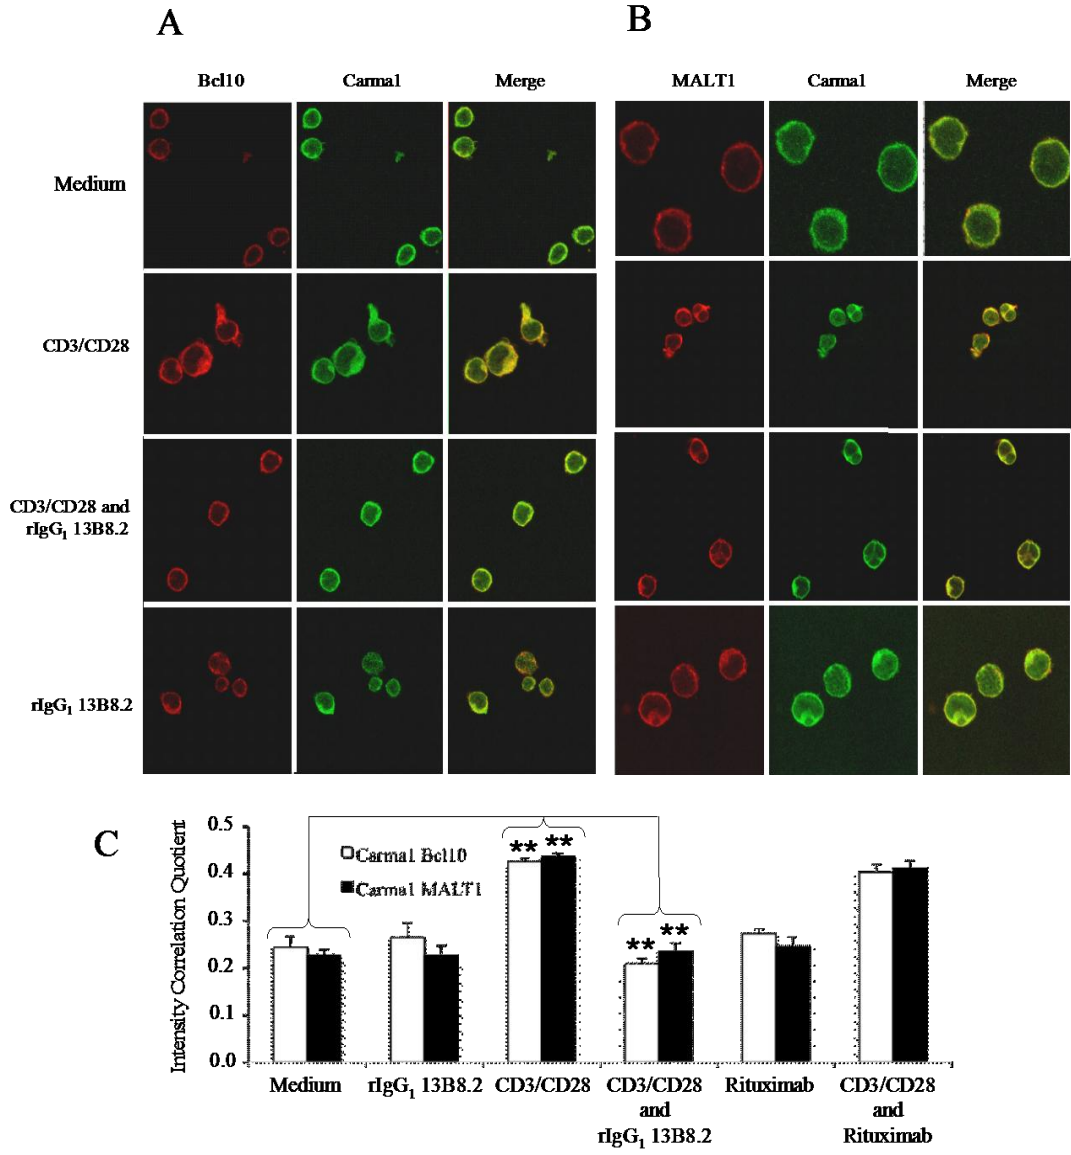 A
B
Bcl10 Carma1 Merge
MALT1 Carma1 Merge
Medium
CD3/CD28
CD3/CD28 and
rIgG1 13B8.2
rIgG1 13B8.2
C
Intensity Correlation Quotient
0.5
0.4
0.3
0.2
0.1
0.0
Carma1 Bcl10
Carma1 MALT1
** **
** **
Medium
rIgG1 13B8.2
CD3/CD28
CD3/CD28
and
rIgG1 13B8.2
Rituximab
CD3/CD28
and
Rituximab